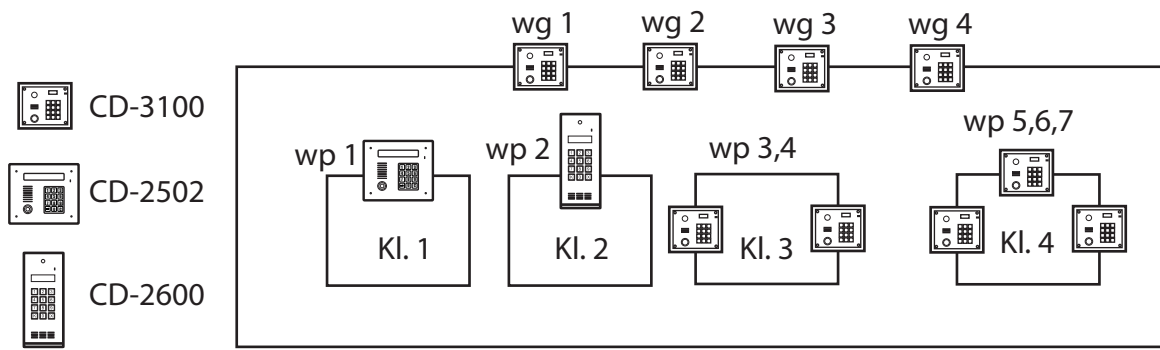 wg 1
wg 2
wg 3
wg 4
CD-3100
CD-2502
CD-2600
wp 1
wp 2
wp 3,4
wp 5,6,7
Kl. 1
Kl. 2
Kl. 3
Kl. 4